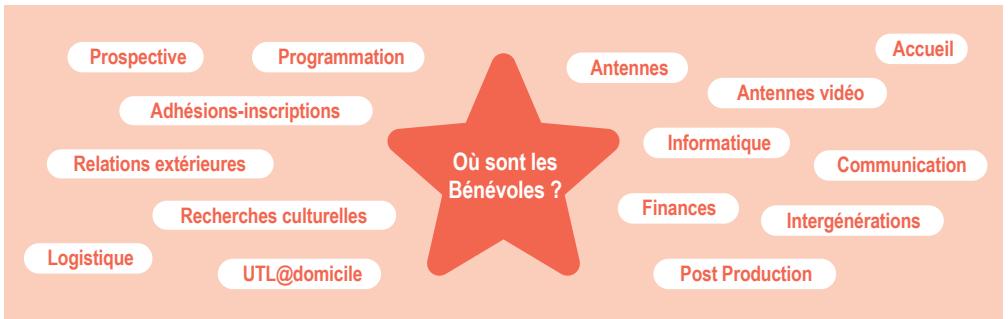 Prospective
Programmation
Adhésions-inscriptions
Relations extérieures
Recherches culturelles
Logistique
UTL@domicile
Où sont les
Bénévoles ?
Accueil
Antennes
Antennes vidéo
Informatique
Communication
Finances
Intergénérations
Post Production